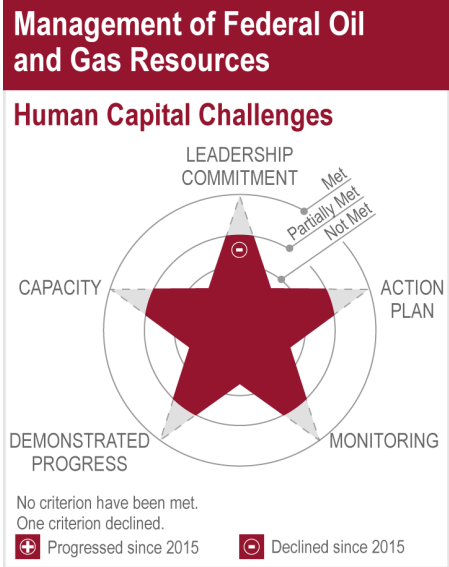 Management of Federal Oil
and Gas Resources
Human Capital Challenges
LEADERSHIP
COMMITMENT
Met
Partially Met
Not Met
CAPACITY
ACTION
PLAN
DEMONSTRATED
PROGRESS
MONITORING
No criterion have been met.
One criterion declined.
Progressed since 2015
Declined since 2015